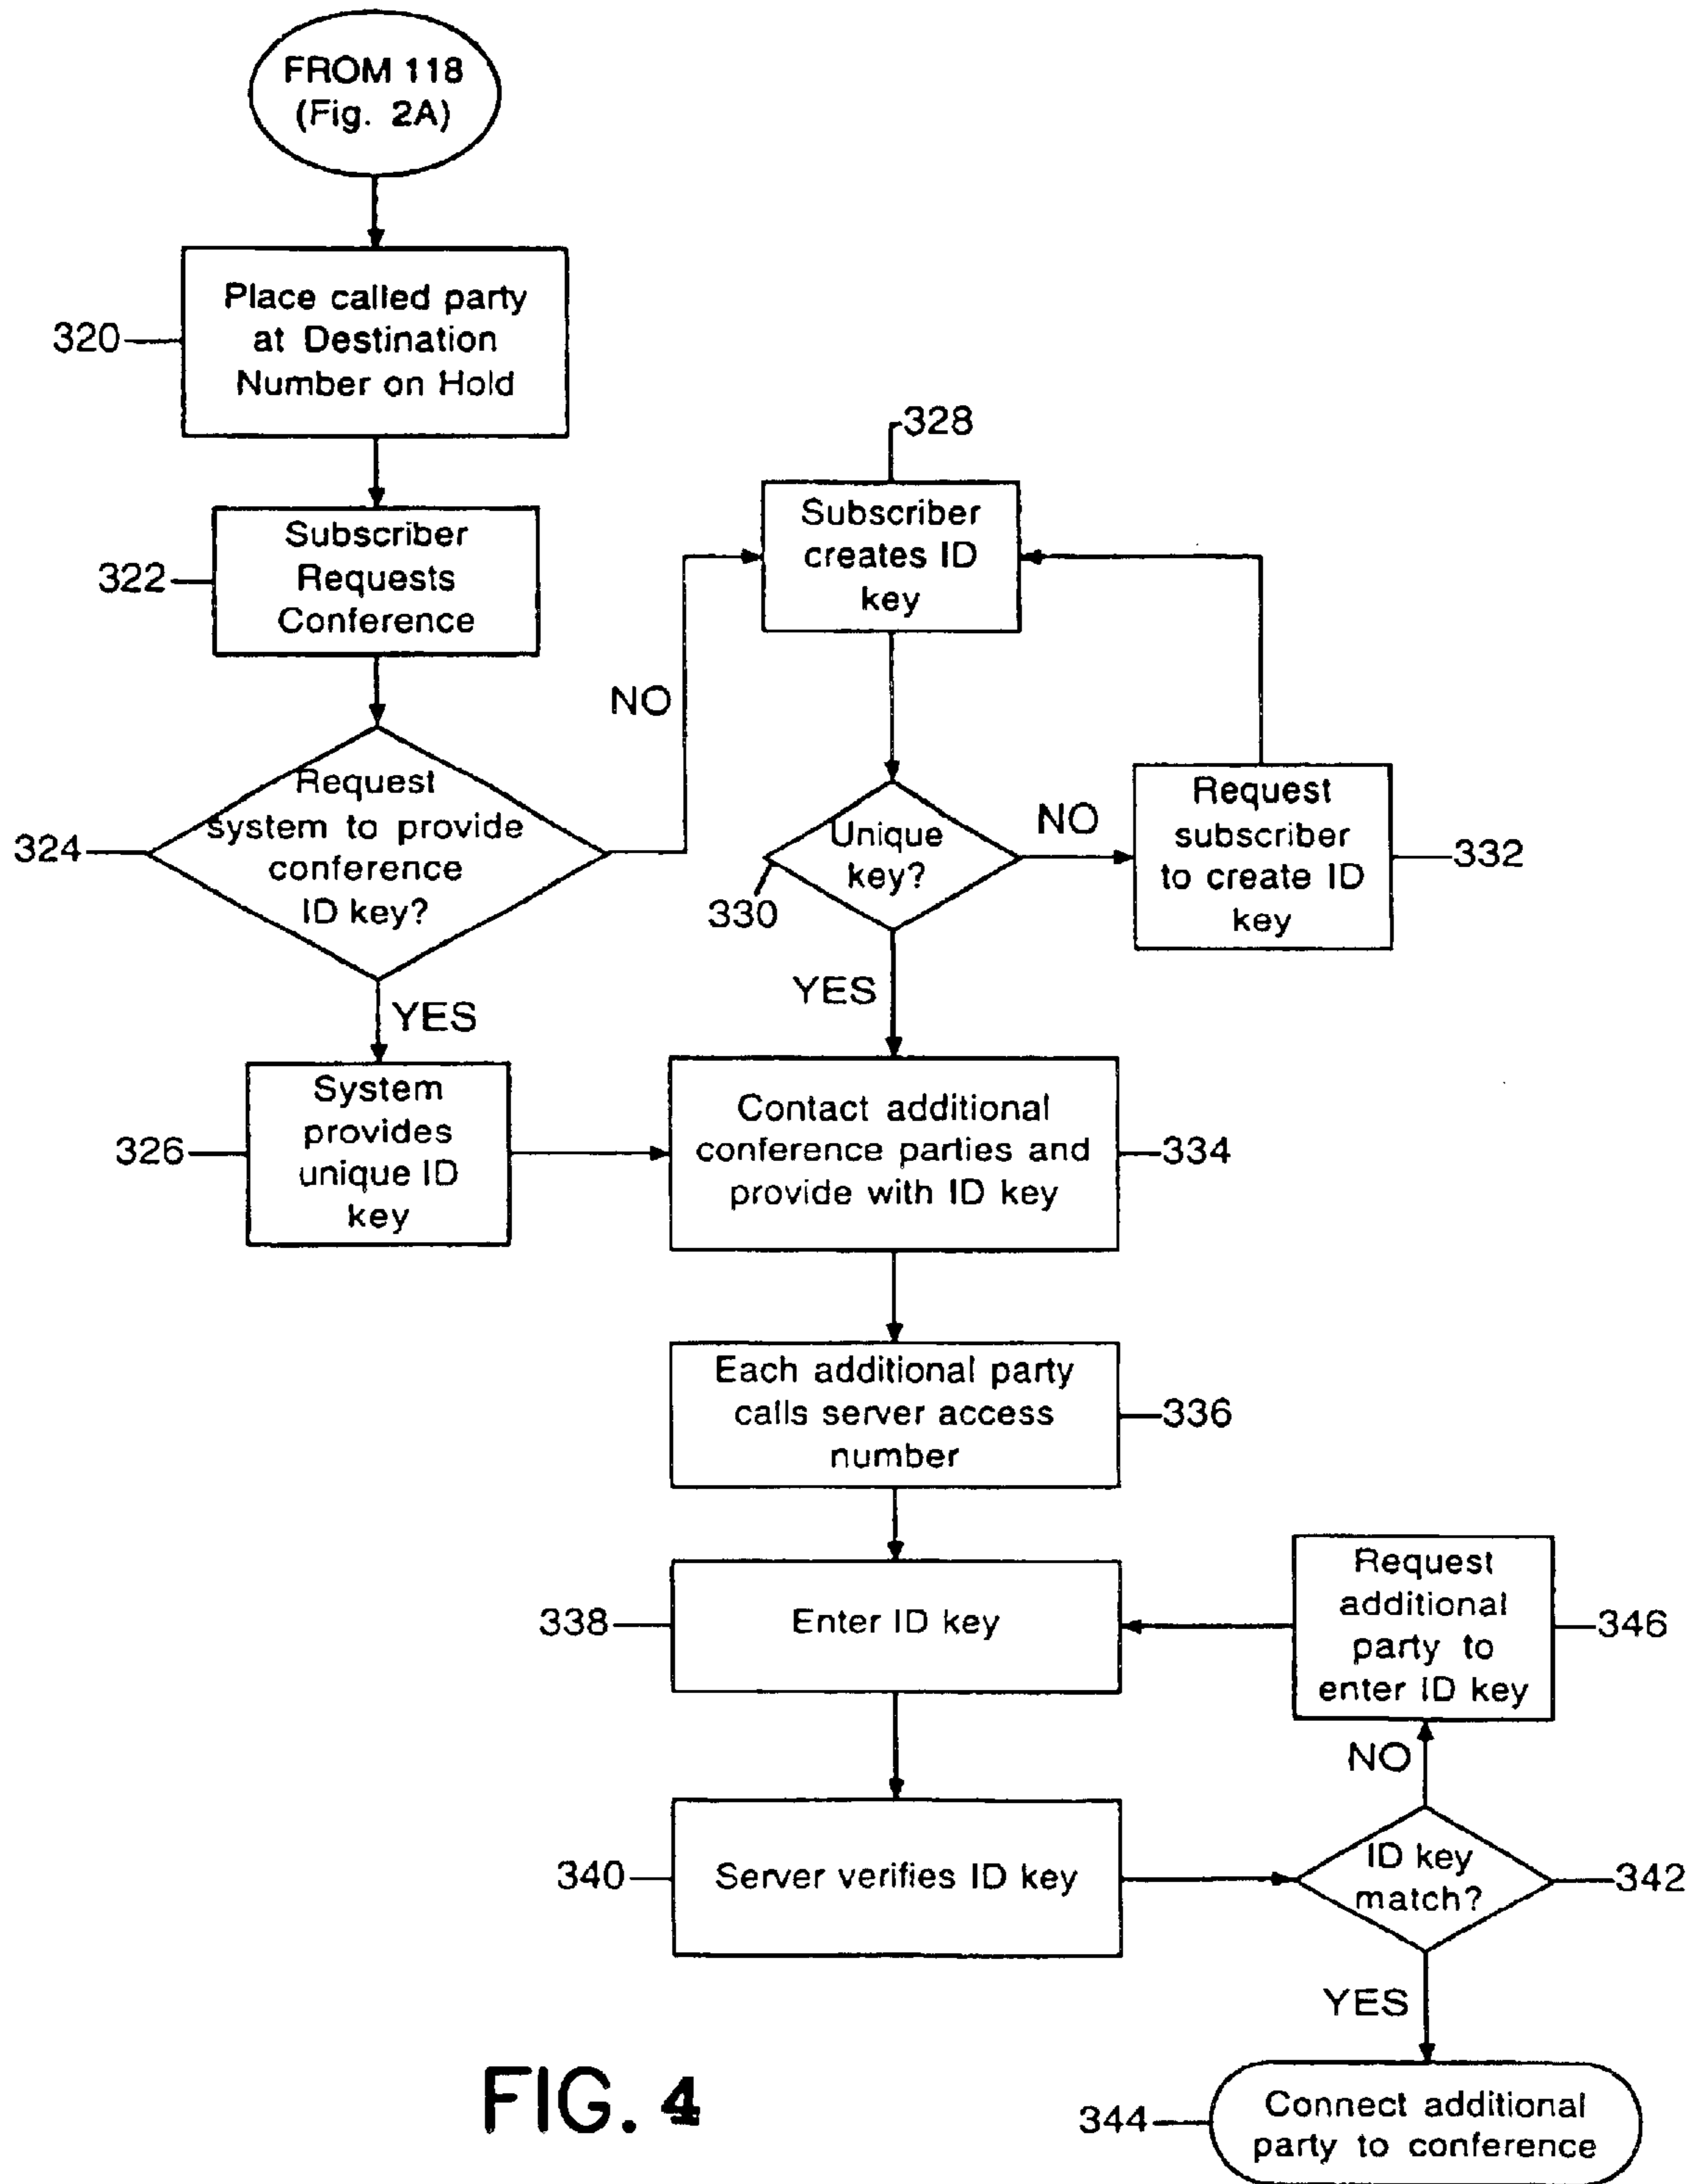 FROM 118
(Fig. 2A)
320
Place called party
at Destination
Number on Hold
322
Subscriber
Requests
Conference
324
Request
system to provide
conference
ID key?
NO
YES
326
System
provides
unique ID
key
328
Subscriber
creates ID
key
330
Unique
key?
NO
332
Request
subscriber
to create ID
key
YES
334
Contact additional
conference parties and
provide with ID key
336
Each additional party
calls server access
number
338
Enter ID key
340
Server verifies ID key
342
ID key
match?
NO
346
Request
additional
party to
enter ID key
YES
344
Connect additional
party to conference
FIG. 4